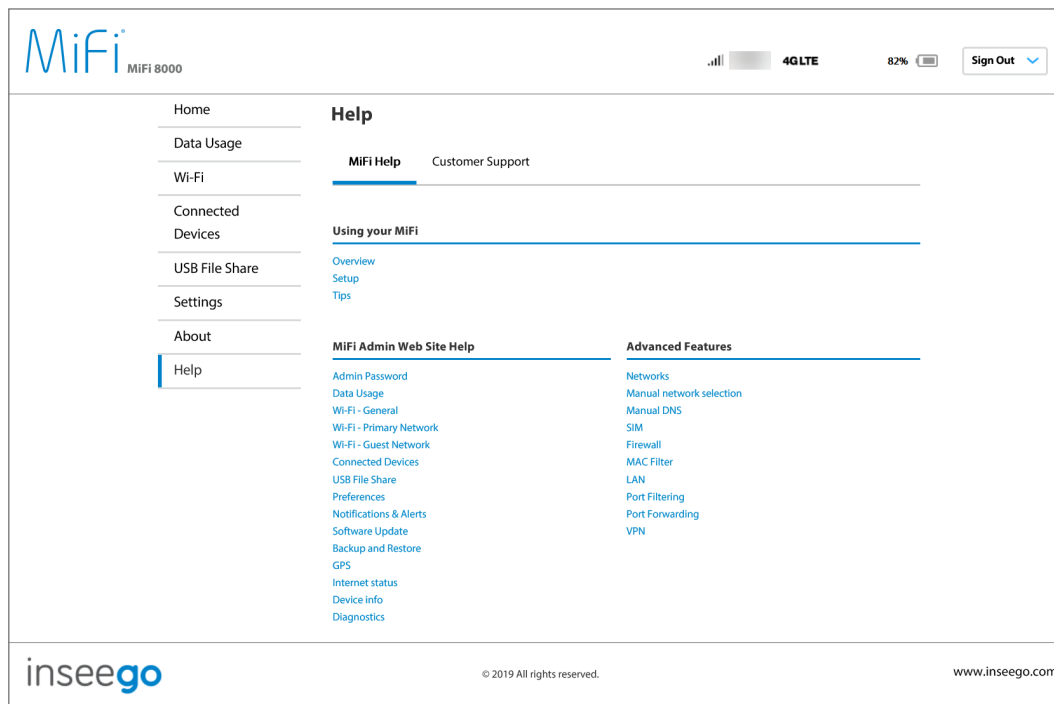 MiFi MiFi 8000
4G LTE
82%
Sign Out
Home
Data Usage
Wi-Fi
Connected
Devices
USB File Share
Settings
About
Help
Help
MiFi Help
Customer Support
Using your MiFi
Overview
Setup
Tips
MiFi Admin Web Site Help
Admin Password
Data Usage
Wi-Fi - General
Wi-Fi - Primary Network
Wi-Fi - Guest Network
Connected Devices
USB File Share
Preferences
Notifications & Alerts
Software Update
Backup and Restore
GPS
Internet status
Device info
Diagnostics
Advanced Features
Networks
Manual network selection
Manual DNS
SIM
Firewall
MAC Filter
LAN
Port Filtering
Port Forwarding
VPN
inseego
© 2019 All rights reserved.
www.inseego.com